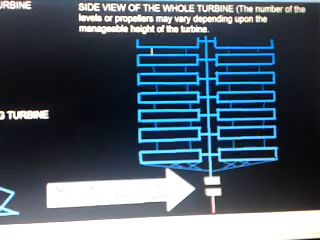 URBINE
SIDE VIEW OF THE WHOLE TURBINE (The number of the
levels or propellers may vary depending upon the
manageable height of the turbine.
G TURBINE